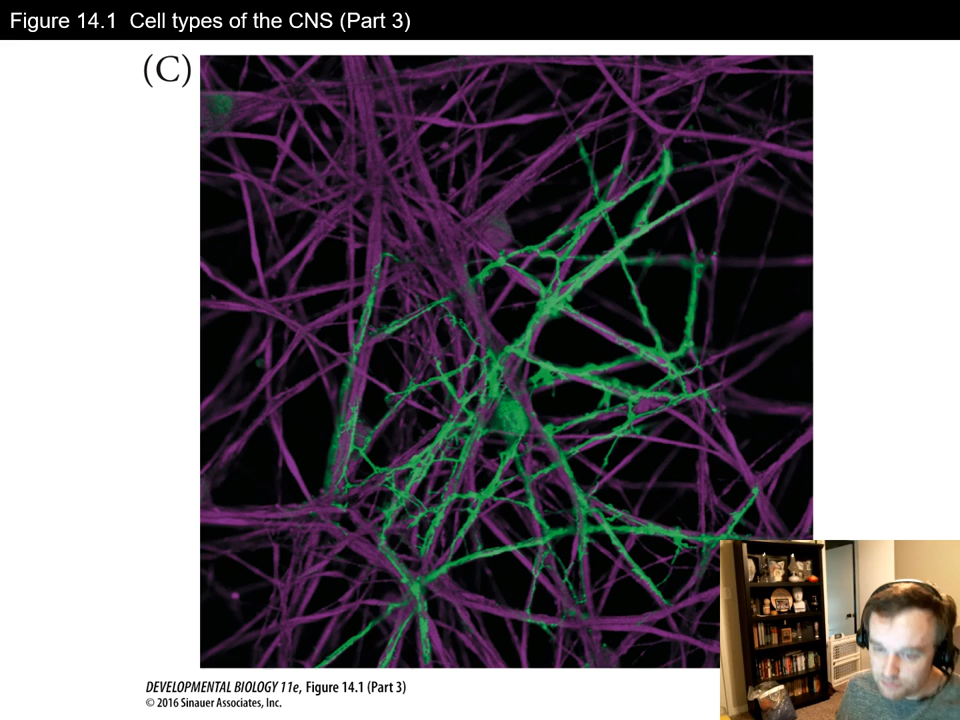 Figure 14.1 Cell types of the CNS (Part 3)
(C)
DEVELOPMENTAL BIOLOGY 11e, Figure 14.1 (Part 3)
© 2016 Sinauer Associates, Inc.